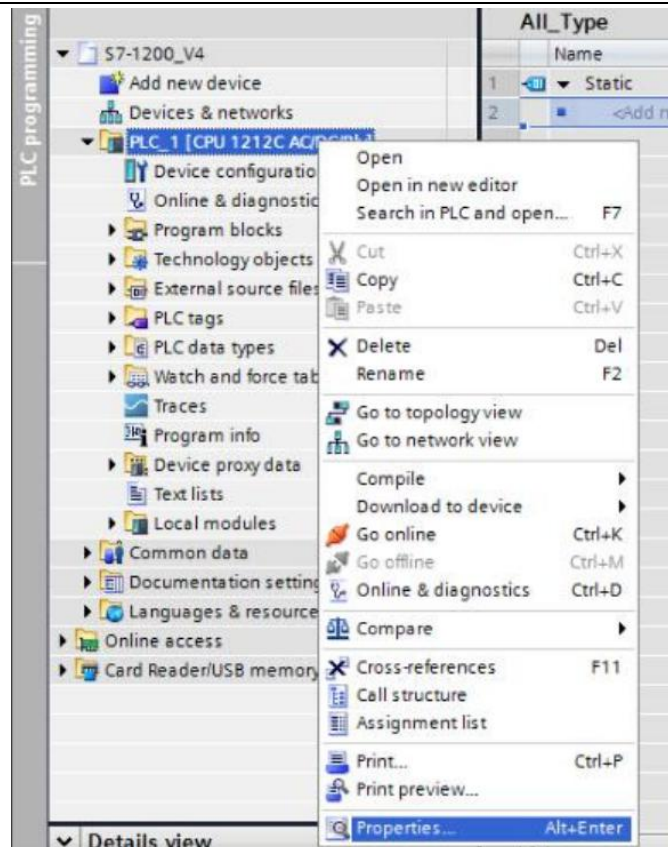 PLC programming
S7-1200_V4
Add new device
Devices & networks
PLC_1 [CPU 1212C AC/DC/Rly]
Device configuratio
Online & diagnostic
Program blocks
Technology objects
External source files
PLC tags
PLC data types
Watch and force tab
Traces
Program info
Device proxy data
Text lists
Local modules
Common data
Documentation setting
Languages & resource
Online access
Card Reader/USB memory
Details view
All_Type
Name
1 Static
2 <Add n
Open
Open in new editor
Search in PLC and open... F7
Cut Ctrl+X
Copy Ctrl+C
Paste Ctrl+V
Delete Del
Rename F2
Go to topology view
Go to network view
Compile
Download to device
Go online Ctrl+K
Go offline Ctrl+M
Online & diagnostics Ctrl+D
Compare
Cross-references F11
Call structure
Assignment list
Print... Ctrl+P
Print preview...
Properties... Alt+Enter